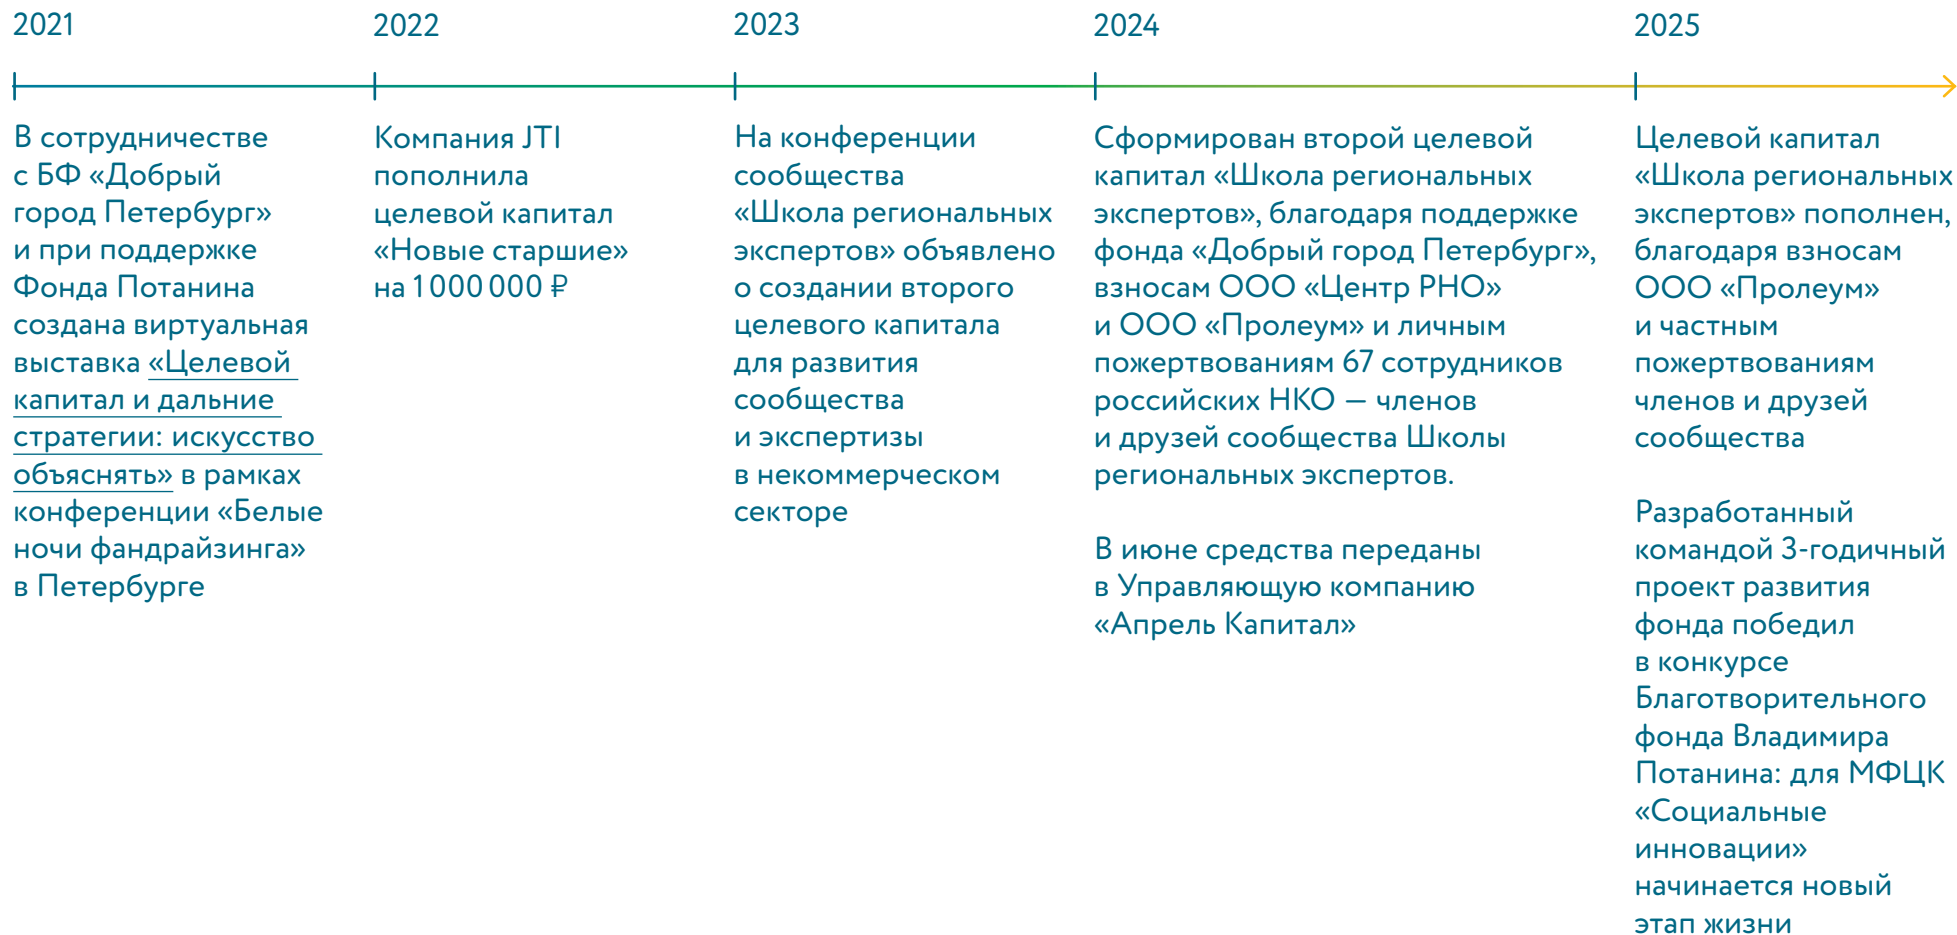 2021
В сотрудничестве
с БФ «Добрый
город Петербург»
и при поддержке
Фонда Потанина
создана виртуальная
выставка «Целевой
капитал и дальние
стратегии: искусство
объяснять» в рамках
конференции «Белые
ночи фандрайзинга»
в Петербурге
2022
Компания JTI
пополнила
целевой капитал
«Новые старшие»
на 1 000 000 ₽
2023
На конференции
сообщества
«Школа региональных
экспертов» объявлено
о создании второго
целевого капитала
для развития
сообщества
и экспертизы
в некоммерческом
секторе
2024
Сформирован второй целевой
капитал «Школа региональных
экспертов», благодаря поддержке
фонда «Добрый город Петербург»,
взносам ООО «Центр РНО»
и ООО «Пролеум» и личным
пожертвованиям 67 сотрудников
российских НКО — членов
и друзей сообщества Школы
региональных экспертов.
В июне средства переданы
в Управляющую компанию
«Апрель Капитал»
2025
Целевой капитал
«Школа региональных
экспертов» пополнен,
благодаря взносам
ООО «Пролеум»
и частным
пожертвованиям
членов и друзей
сообщества
Разработанный
командой 3-годичный
проект развития
фонда победил
в конкурсе
Благотворительного
фонда Владимира
Потанина: для МФЦК
«Социальные
инновации»
начинается новый
этап жизни